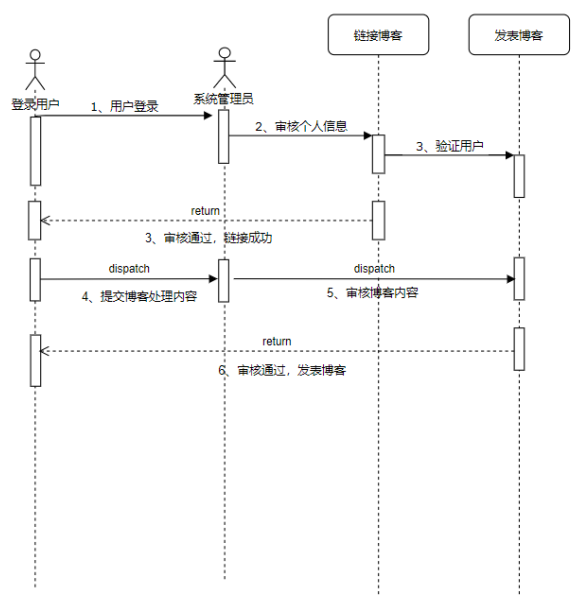 链接博客
发表博客
登录用户
系统管理员
1、用户登录
2、审核个人信息
3、验证用户
return
3、审核通过，链接成功
dispatch
dispatch
4、提交博客处理内容
5、审核博客内容
return
6、审核通过，发表博客